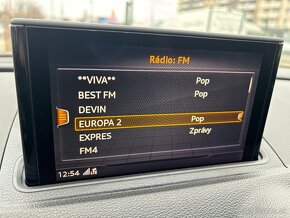 Rádio: FM
**VIVA** Pop
BEST FM Pop
DEVIN
EUROPA 2 Pop
EXPRES Zprávy
FM4
12:54